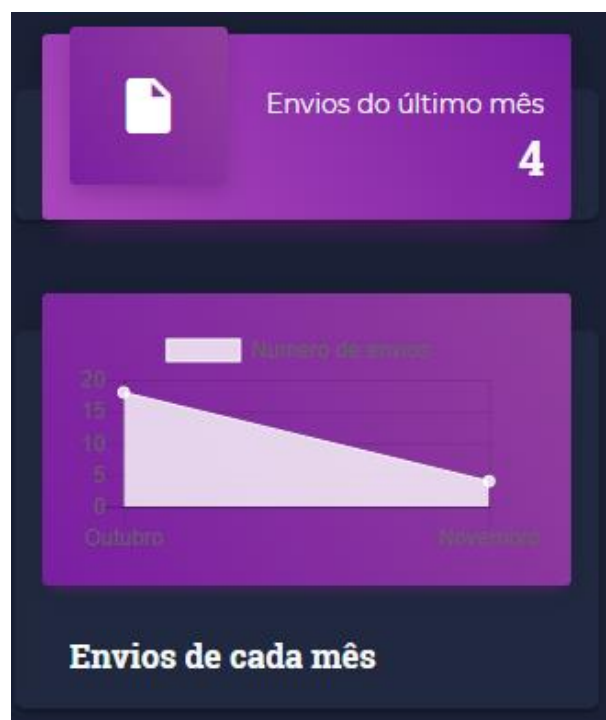 Envios do último mês
4
Numero de envios
20
15
10
5
0
Outubro
Novembro
Envios de cada mês